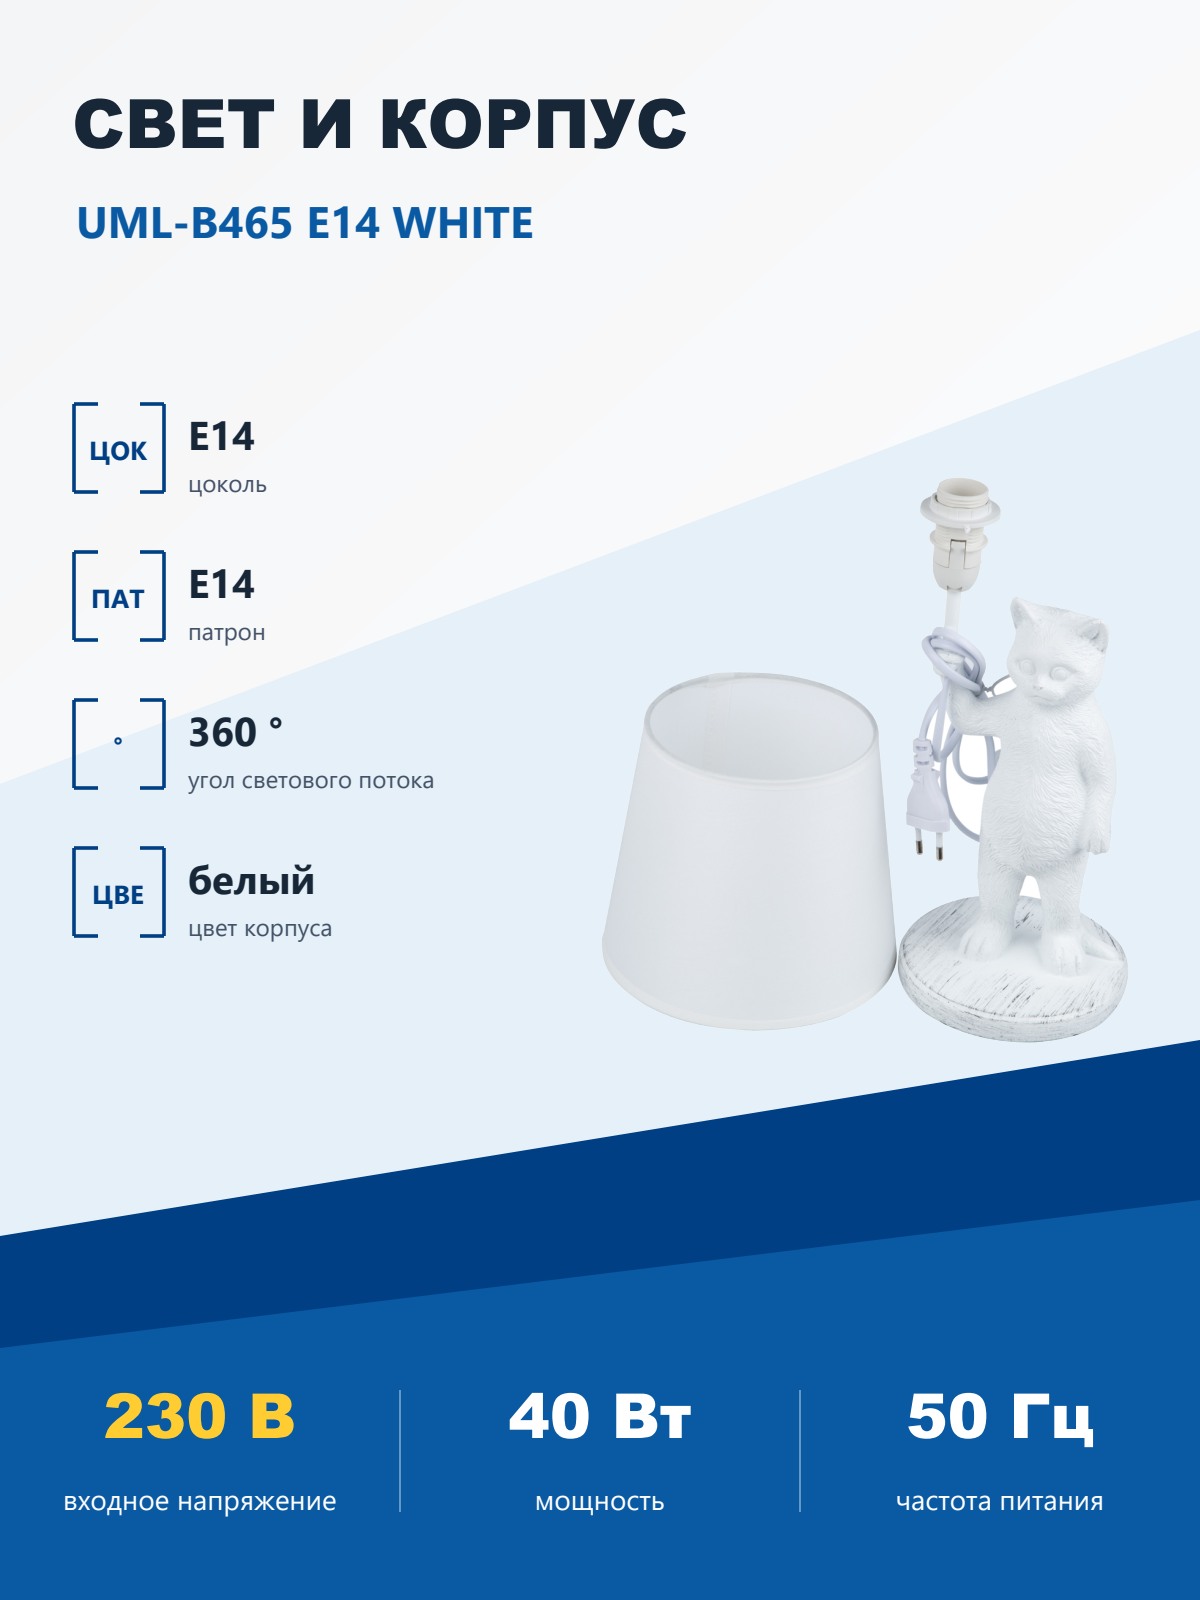 СВЕТ И КОРПУС
UML-B465 E14 WHITE
ЦОК
E14
цоколь
ПАТ
E14
патрон
°
360 °
угол светового потока
ЦВЕ
белый
цвет корпуса
230 В
входное напряжение
40 Вт
мощность
50 Гц
частота питания